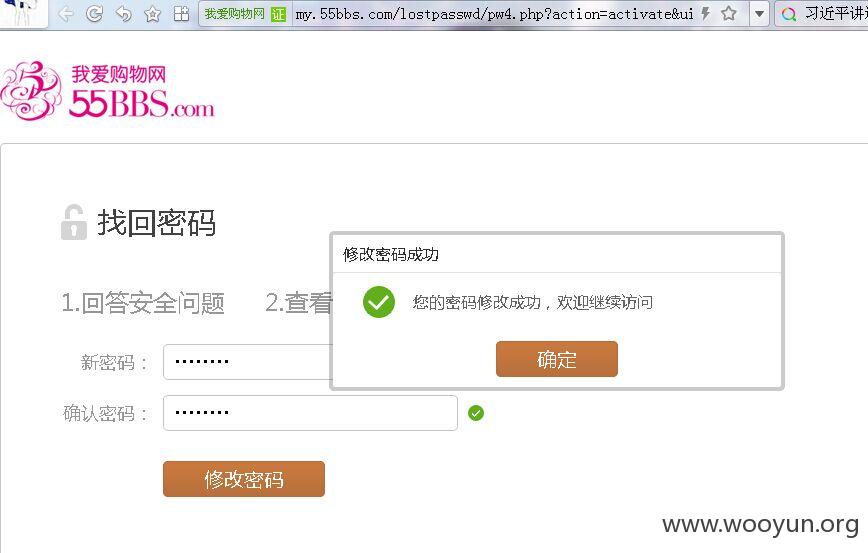 我爱购物网 证 my.55bbs.com/lostpasswd/pw4.php?action=activate&ui
习近平讲
我爱购物网
55BBS.com
找回密码
修改密码成功
1.回答安全问题 2.查看
您的密码修改成功，欢迎继续访问
新密码：
确定
确认密码：
修改密码
www.wooyun.org